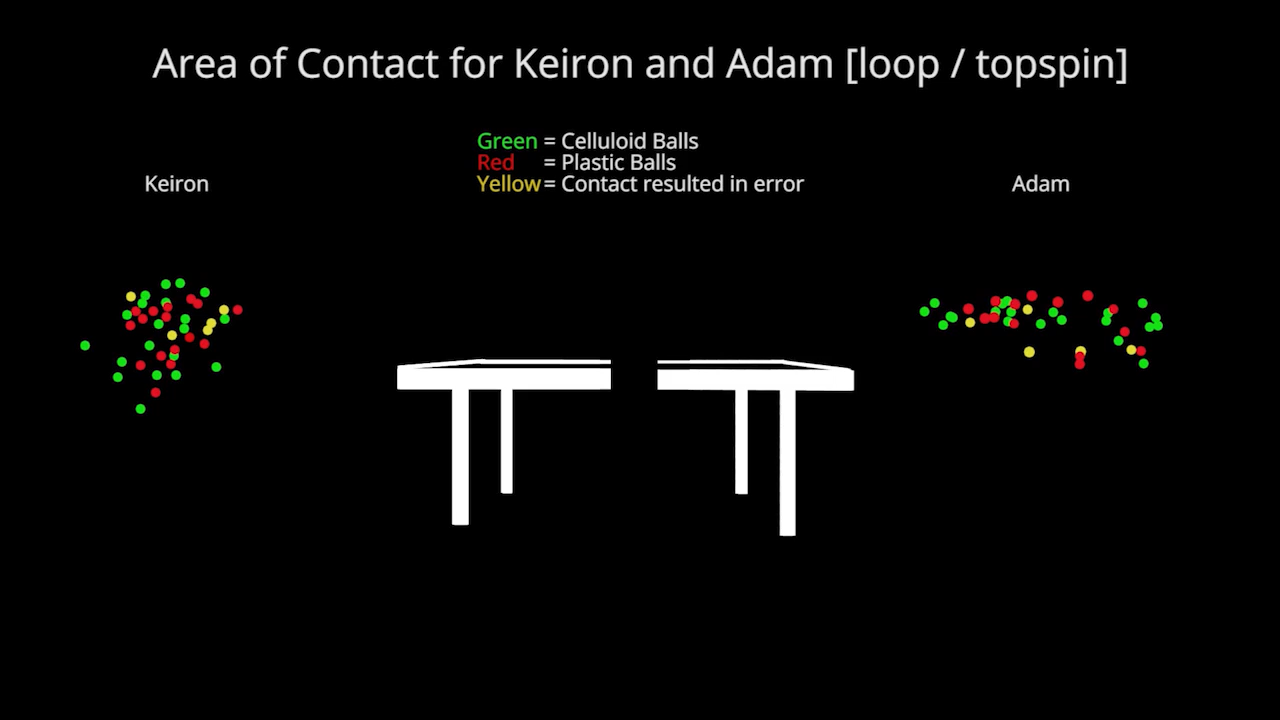 Area of Contact for Keiron and Adam [loop / topspin]
Green = Celluloid Balls
Red = Plastic Balls
Yellow = Contact resulted in error
Keiron
Adam